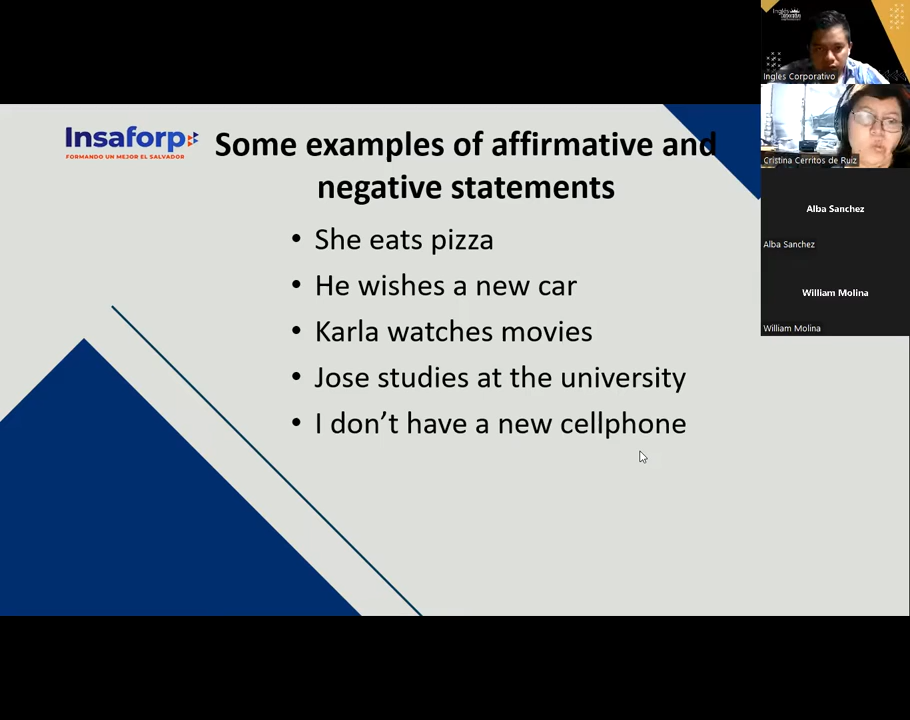 Insaforp
FORMANDO UN MEJOR EL SALVADOR
Some examples of affirmative and
negative statements
• She eats pizza
• He wishes a new car
• Karla watches movies
• Jose studies at the university
• I don’t have a new cellphone
Ingles Corporativo
Cristina Cerritos de Ruiz
Alba Sanchez
Alba Sanchez
William Molina
William Molina